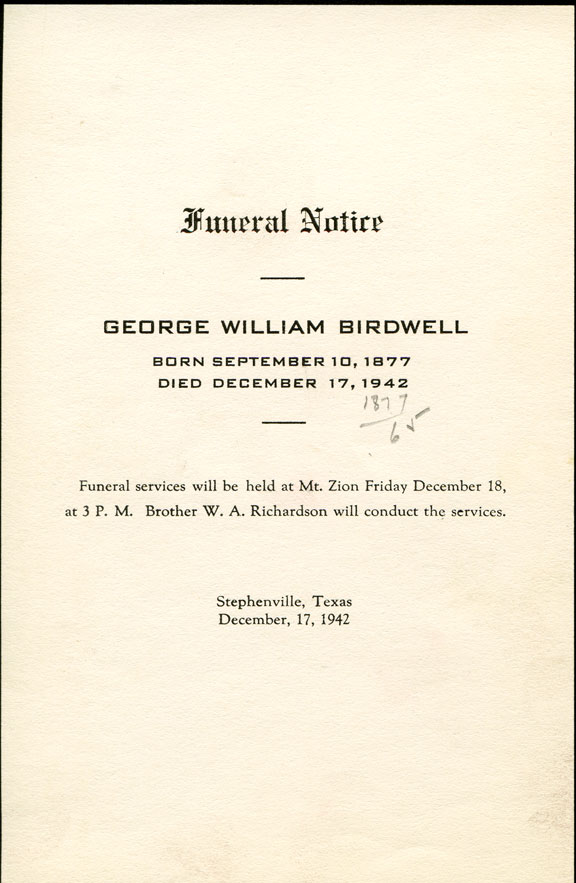 Funeral Notice
GEORGE WILLIAM BIRDWELL
BORN SEPTEMBER 10, 1877
DIED DECEMBER 17, 1942
1877
65
Funeral services will be held at Mt. Zion Friday December 18,
at 3 P. M. Brother W. A. Richardson will conduct the services.
Stephenville, Texas
December, 17, 1942